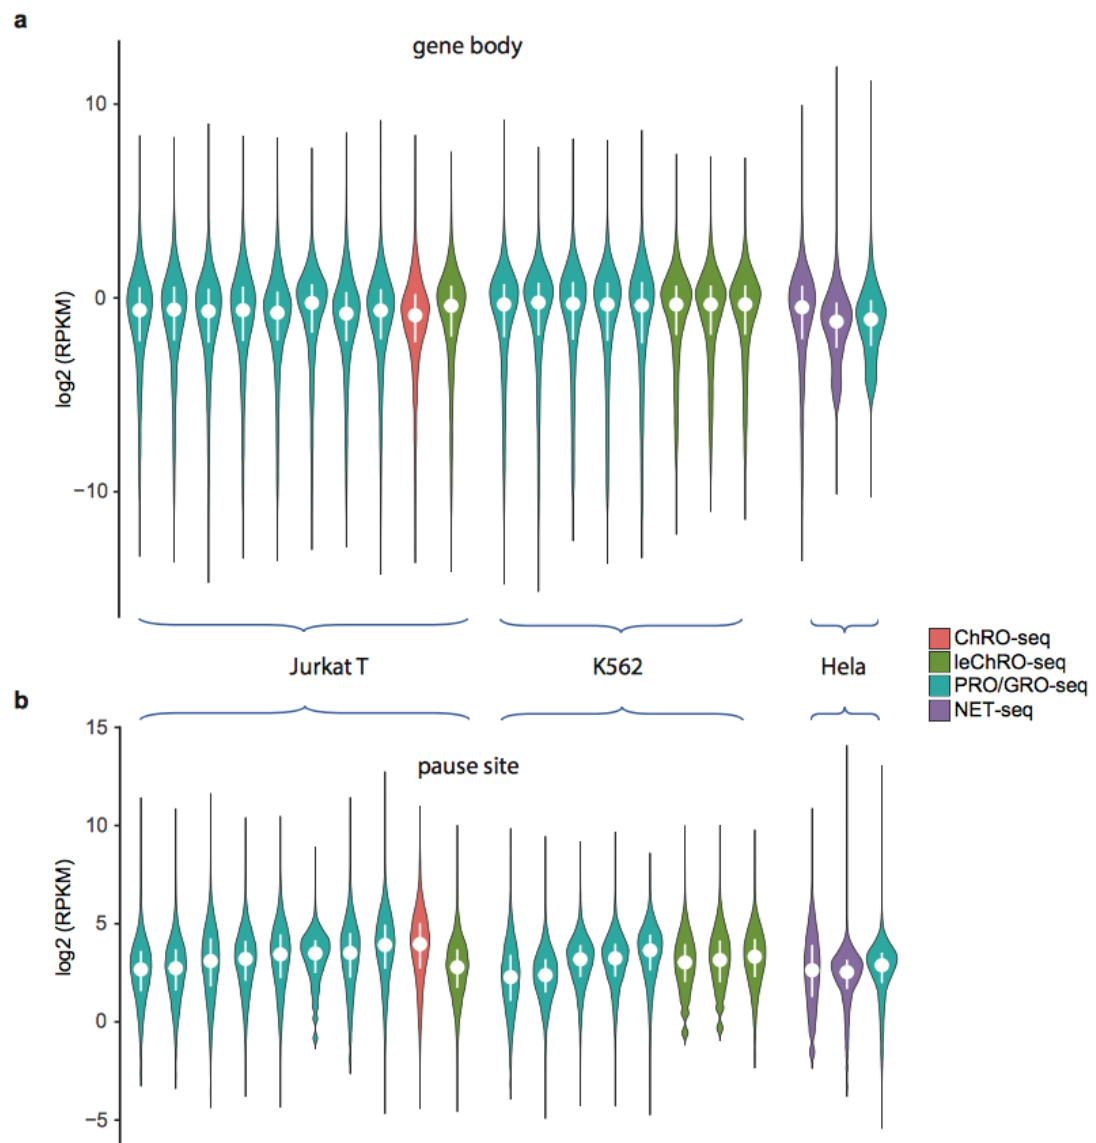 a
gene body
10
0
−10
log2 (RPKM)
Jurkat T
K562
Hela
ChRO-seq
leChRO-seq
PRO/GRO-seq
NET-seq
b
15
pause site
10
5
0
−5
log2 (RPKM)